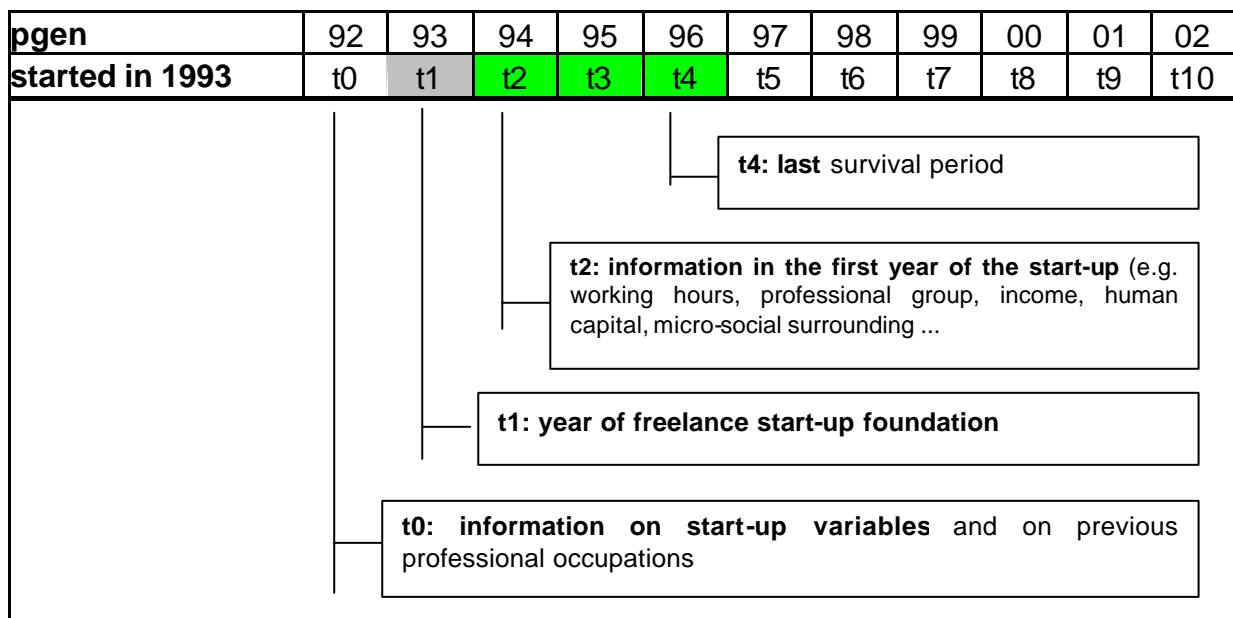 pgen 92 93 94 95 96 97 98 99 00 01 02
started in 1993 t0 t1 t2 t3 t4 t5 t6 t7 t8 t9 t10
t4: last survival period
t2: information in the first year of the start-up (e.g.
working hours, professional group, income, human
capital, micro-social surrounding ...
t1: year of freelance start-up foundation
t0: information on start-up variables and on previous
professional occupations